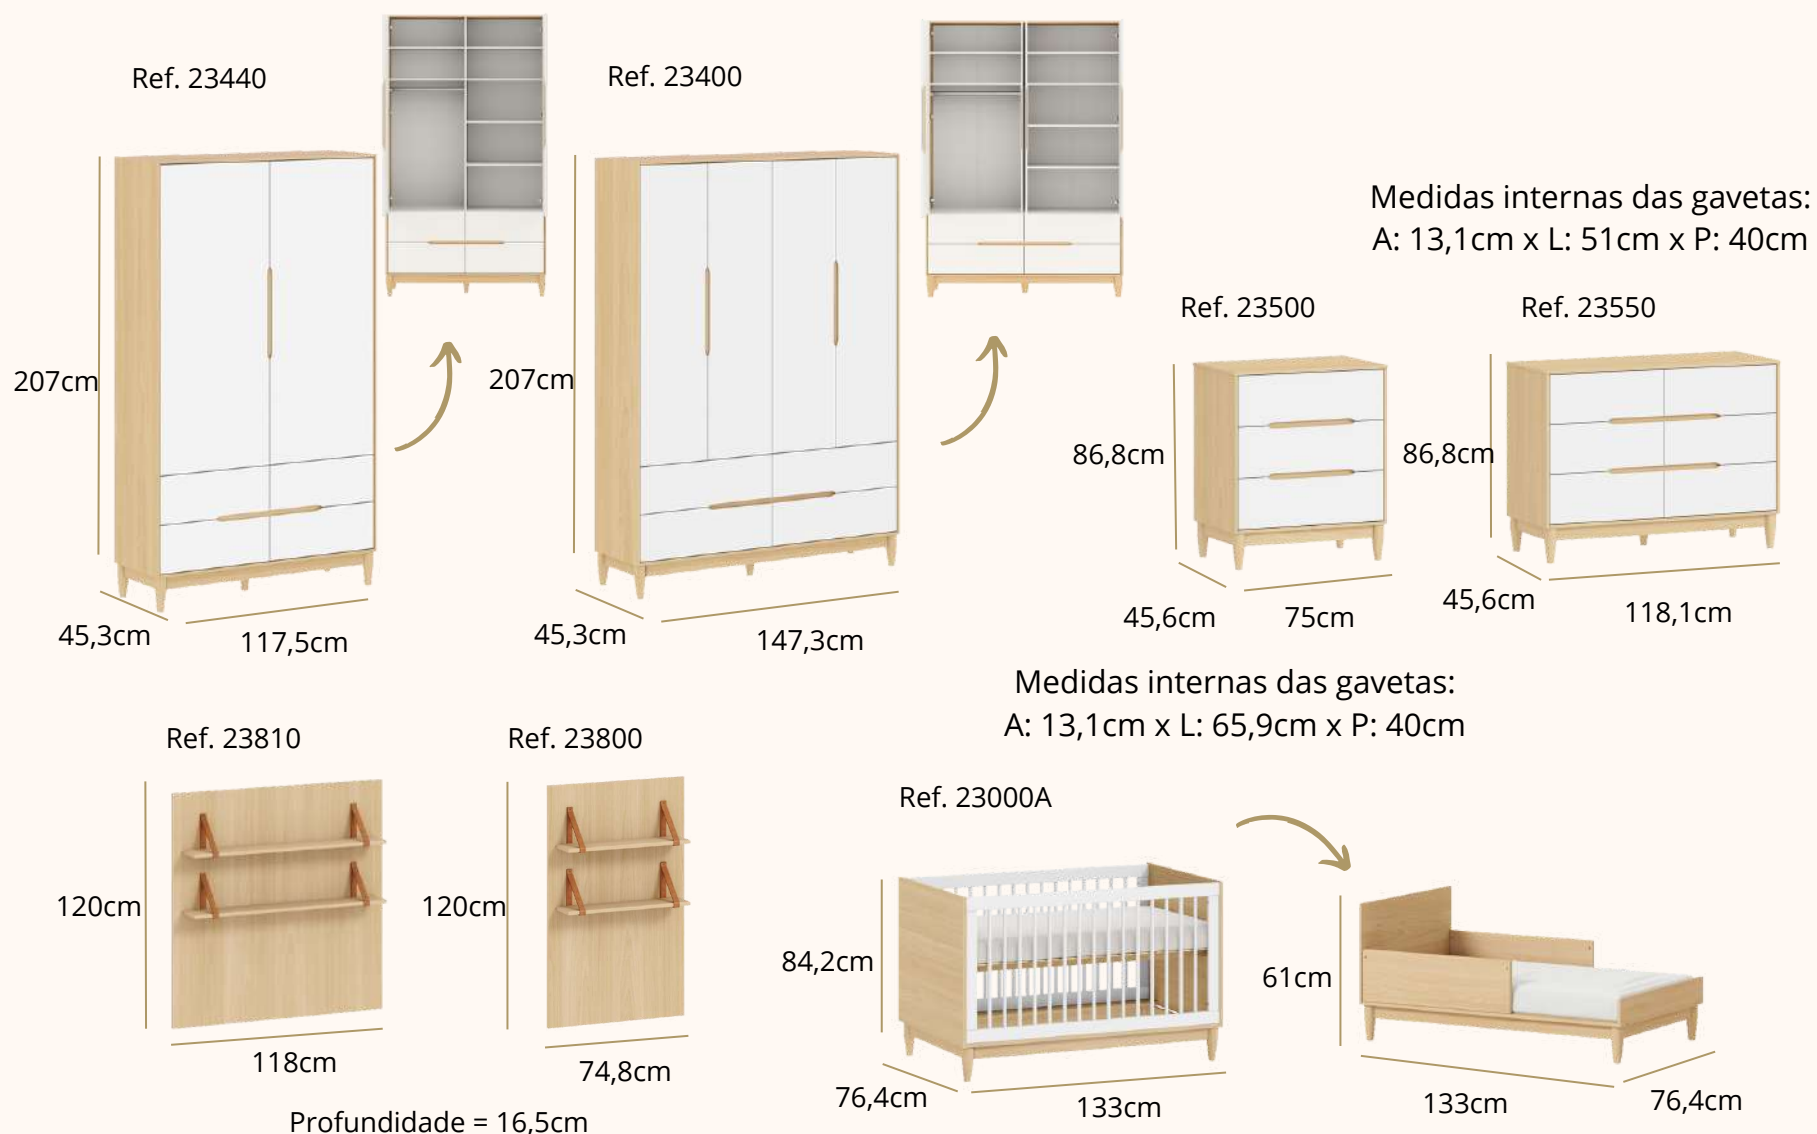 Ref. 23440
Ref. 23400
207cm
207cm
45,3cm
117,5cm
45,3cm
147,3cm
Medidas internas das gavetas:
A: 13,1cm x L: 51cm x P: 40cm
Ref. 23500
Ref. 23550
86,8cm
86,8cm
45,6cm
75cm
45,6cm
118,1cm
Medidas internas das gavetas:
A: 13,1cm x L: 65,9cm x P: 40cm
Ref. 23810
Ref. 23800
120cm
120cm
118cm
74,8cm
Profundidade = 16,5cm
Ref. 23000A
84,2cm
61cm
76,4cm
133cm
133cm
76,4cm